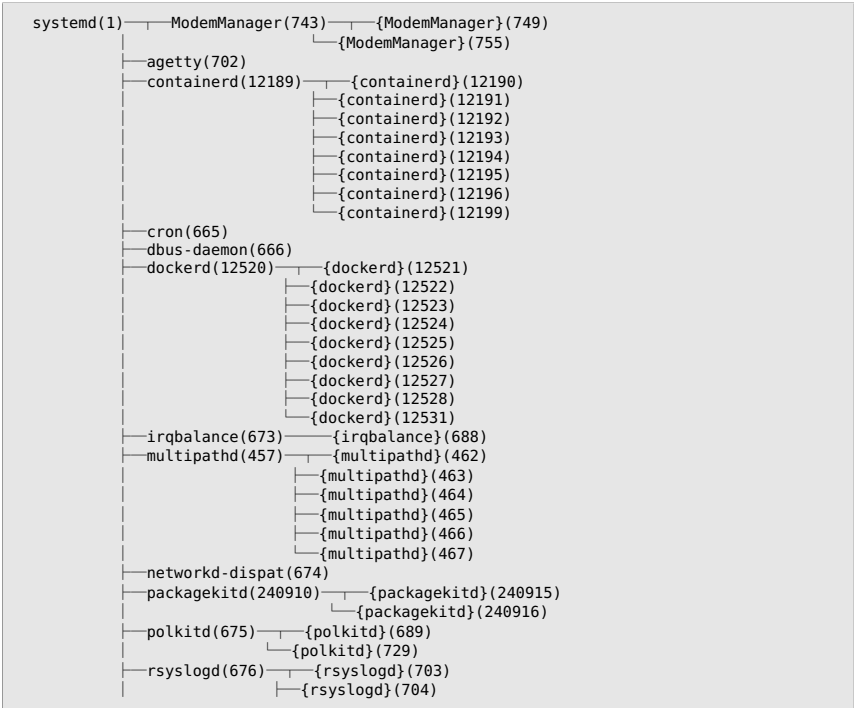 systemd(1)─┬─ModemManager(743)─┬─{ModemManager}(749)
           │                   └─{ModemManager}(755)
           ├─agetty(702)
           ├─containerd(12189)─┬─{containerd}(12190)
           │                   ├─{containerd}(12191)
           │                   ├─{containerd}(12192)
           │                   ├─{containerd}(12193)
           │                   ├─{containerd}(12194)
           │                   ├─{containerd}(12195)
           │                   ├─{containerd}(12196)
           │                   └─{containerd}(12199)
           ├─cron(665)
           ├─dbus-daemon(666)
           ├─dockerd(12520)─┬─{dockerd}(12521)
           │                ├─{dockerd}(12522)
           │                ├─{dockerd}(12523)
           │                ├─{dockerd}(12524)
           │                ├─{dockerd}(12525)
           │                ├─{dockerd}(12526)
           │                ├─{dockerd}(12527)
           │                ├─{dockerd}(12528)
           │                └─{dockerd}(12531)
           ├─irqbalance(673)───{irqbalance}(688)
           ├─multipathd(457)─┬─{multipathd}(462)
           │                 ├─{multipathd}(463)
           │                 ├─{multipathd}(464)
           │                 ├─{multipathd}(465)
           │                 ├─{multipathd}(466)
           │                 └─{multipathd}(467)
           ├─networkd-dispat(674)
           ├─packagekitd(240910)─┬─{packagekitd}(240915)
           │                     └─{packagekitd}(240916)
           ├─polkitd(675)─┬─{polkitd}(689)
           │              └─{polkitd}(729)
           ├─rsyslogd(676)─┬─{rsyslogd}(703)
           │               ├─{rsyslogd}(704)